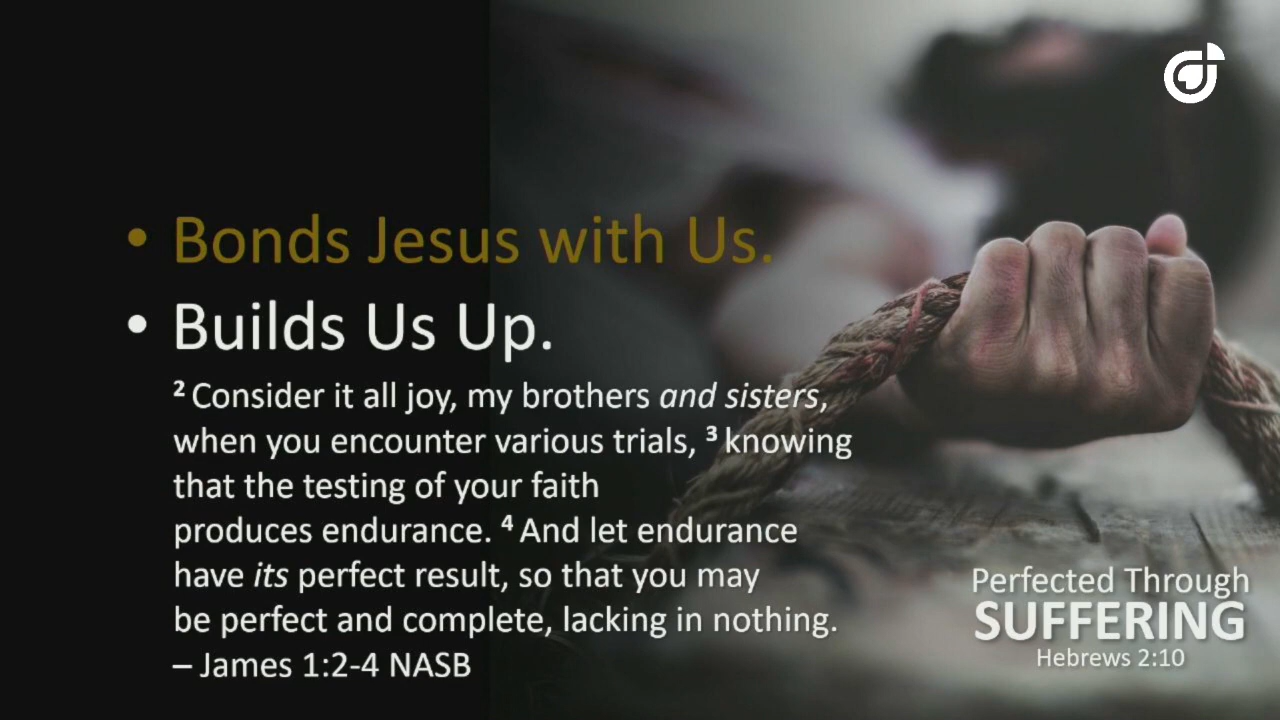 • Bonds Jesus with Us.
• Builds Us Up.
² Consider it all joy, my brothers and sisters,
when you encounter various trials, ³ knowing
that the testing of your faith
produces endurance. ⁴ And let endurance
have its perfect result, so that you may
be perfect and complete, lacking in nothing.
– James 1:2-4 NASB
Perfected Through
SUFFERING
Hebrews 2:10